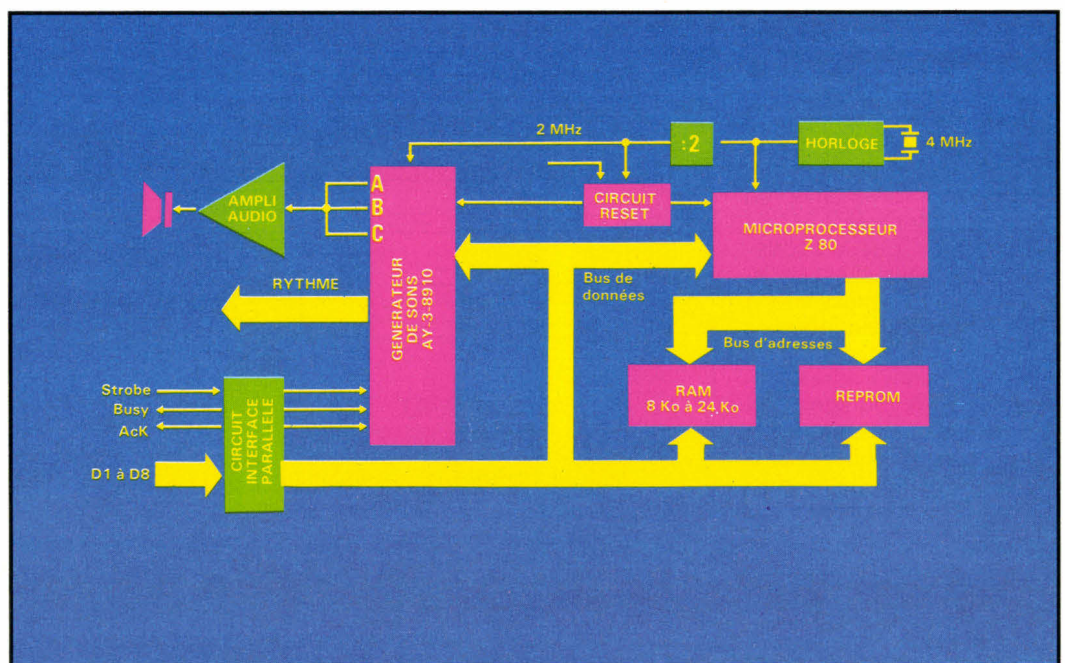 2 MHz
:2
HORLOGE
4 MHz
AMPLI
AUDIO
A
B
C
CIRCUIT
RESET
MICROPROCESSEUR
Z 80
RYTHME
GENERATEUR
DE SONS
AY-3-8910
Bus de
données
Bus d'adresses
RAM
8 Ko à 24 Ko
REPROM
Strobe
Busy
AcK
D1 à D8
CIRCUIT
INTERFACE
PARALLELE